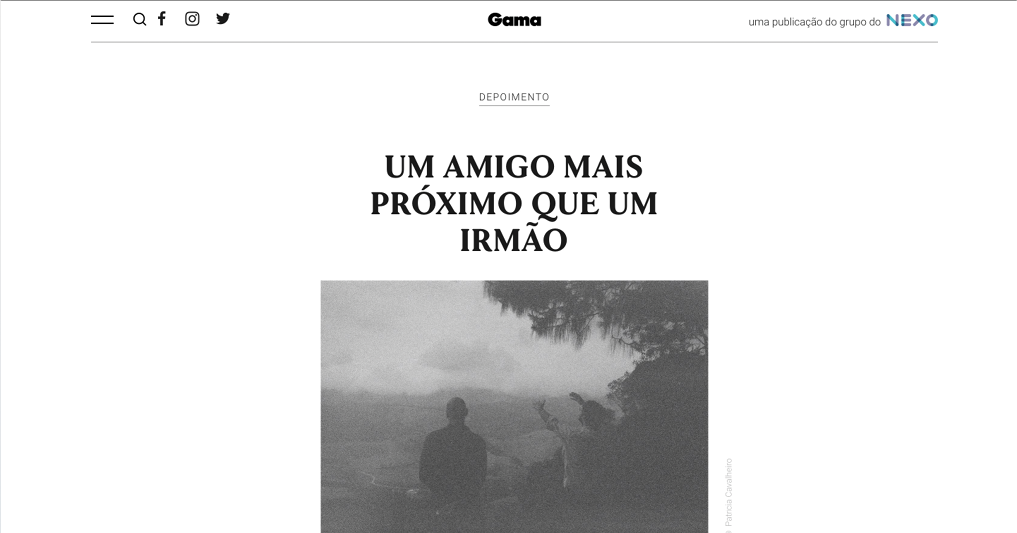 Gama
uma publicação do grupo do NEXO
DEPOIMENTO
UM AMIGO MAIS
PRÓXIMO QUE UM
IRMÃO
Patricia Cavalheiro